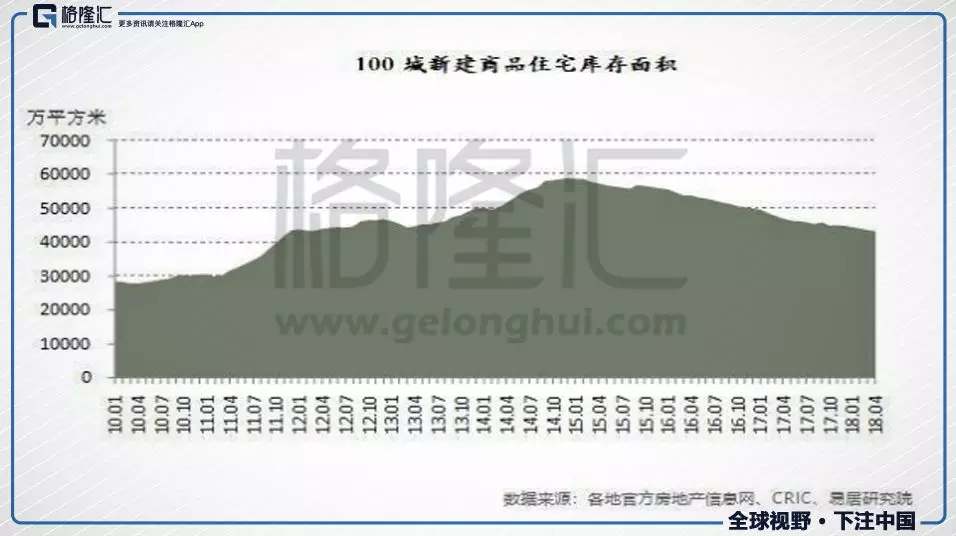 格隆汇
www.gelonghui.com
更多资讯请关注格隆汇App
100 城新建商品住宅库存面积
万平方米
70000
60000
50000
40000
30000
20000
10000
0
格隆汇
www.gelonghui.com
10.01 10.04 10.07 10.10 11.01 11.04 11.07 11.10 12.01 12.04 12.07 12.10 13.01 13.04 13.07 13.10 14.01 14.04 14.07 14.10 15.01 15.04 15.07 15.10 16.01 16.04 16.07 16.10 17.01 17.04 17.07 17.10 18.01 18.04
数据来源：各地官方房地产信息网、CRIC、易居研究院
全球视野·下注中国